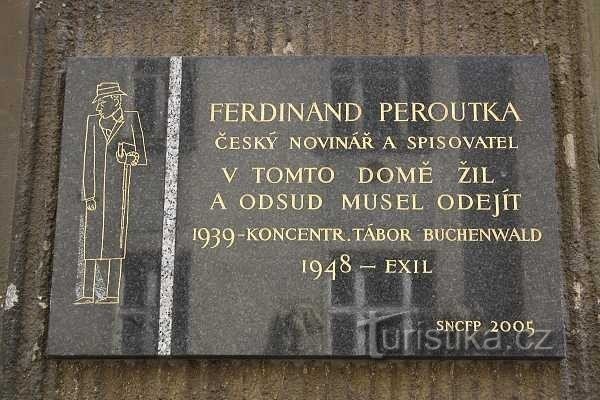 FERDINAND PEROUTKA
ČESKÝ NOVINÁŘ A SPISOVATEL
V TOMTO DOMĚ ŽIL
A ODSUD MUSEL ODEJÍT
1939-KONCENTR. TÁBOR BUCHENWALD
1948 – EXIL
SNCFP 2005
Turistika.cz